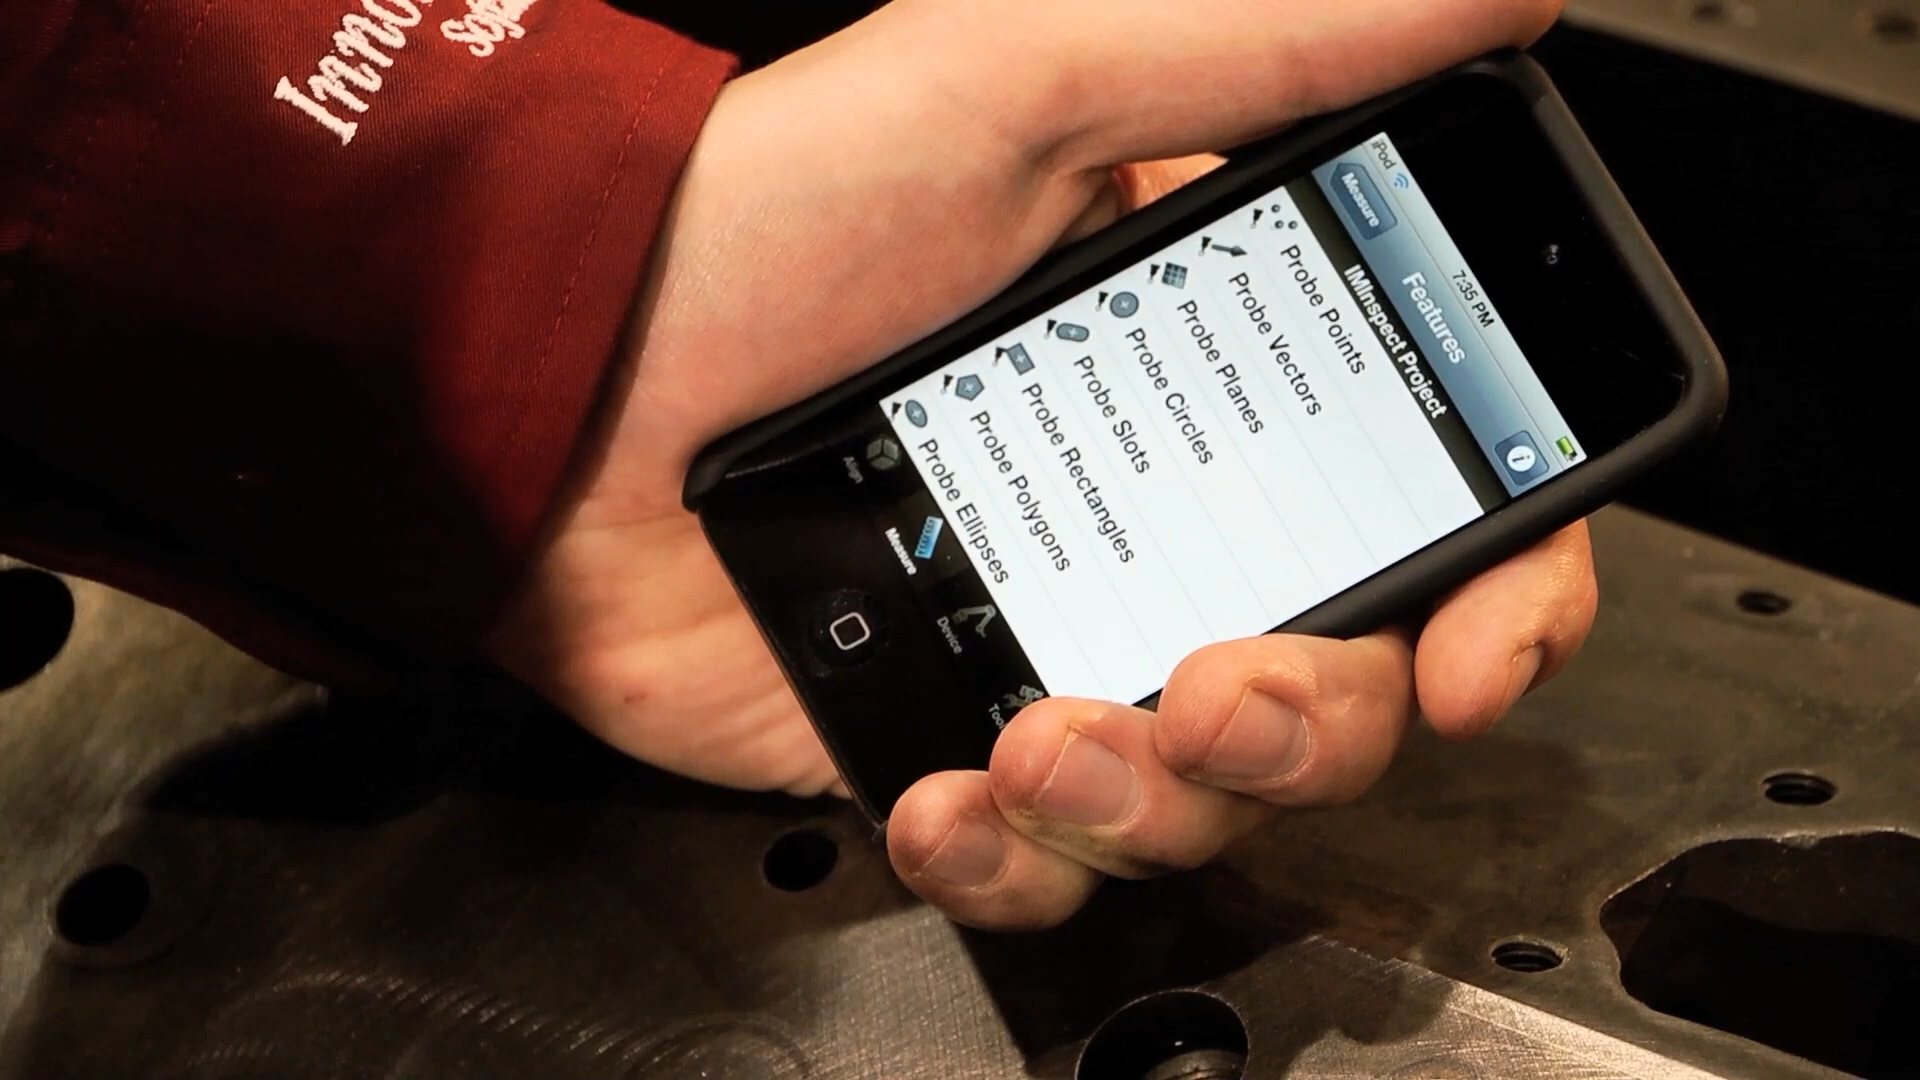 iPod 7:35 PM
Measure Features
IMInspect Project
Probe Points
Probe Vectors
Probe Planes
Probe Circles
Probe Slots
Probe Rectangles
Probe Polygons
Probe Ellipses
Align Measure Device